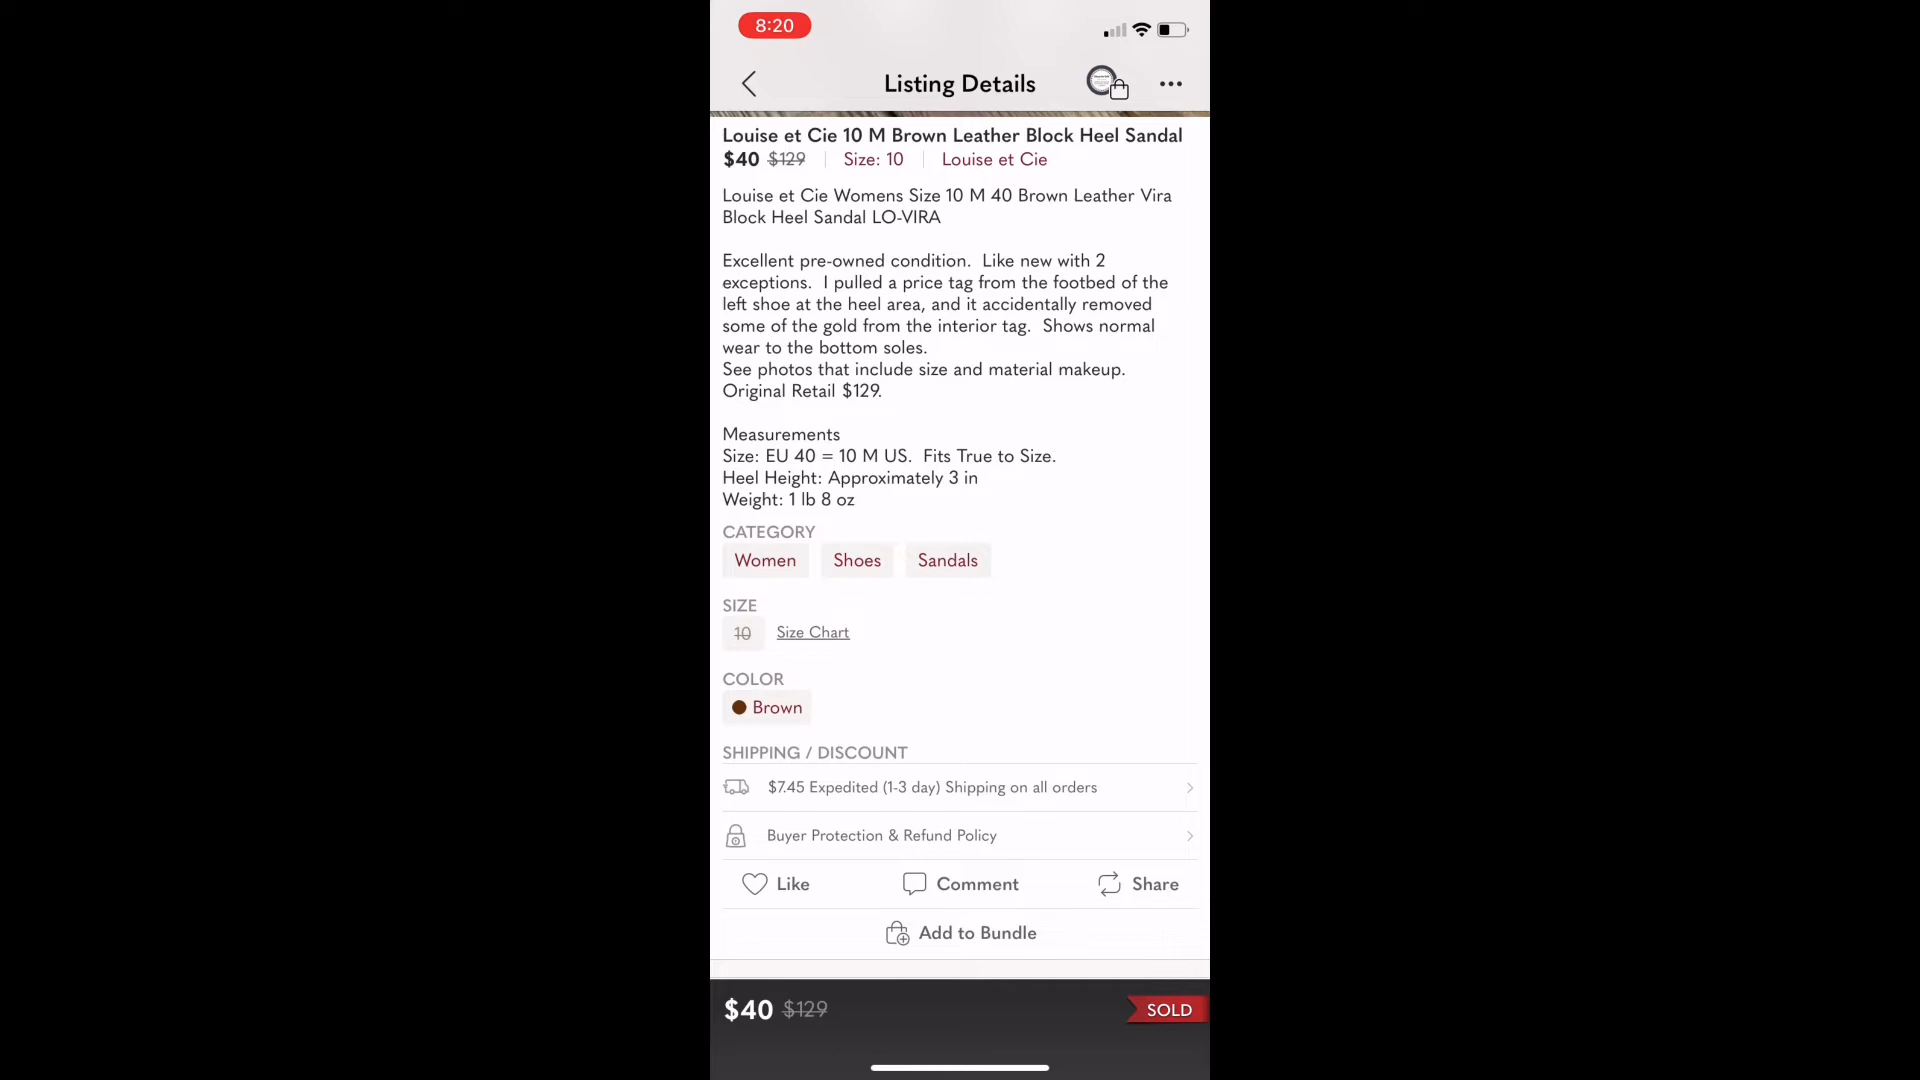 8:20
Listing Details
Louise et Cie 10 M Brown Leather Block Heel Sandal
$40 $129 Size: 10 Louise et Cie
Louise et Cie Womens Size 10 M 40 Brown Leather Vira
Block Heel Sandal LO-VIRA
Excellent pre-owned condition. Like new with 2
exceptions. I pulled a price tag from the footbed of the
left shoe at the heel area, and it accidentally removed
some of the gold from the interior tag. Shows normal
wear to the bottom soles.
See photos that include size and material makeup.
Original Retail $129.
Measurements
Size: EU 40 = 10 M US. Fits True to Size.
Heel Height: Approximately 3 in
Weight: 1 lb 8 oz
CATEGORY
Women Shoes Sandals
SIZE
10 Size Chart
COLOR
Brown
SHIPPING / DISCOUNT
$7.45 Expedited (1-3 day) Shipping on all orders
Buyer Protection & Refund Policy
Like Comment Share
Add to Bundle
$40 $129 SOLD